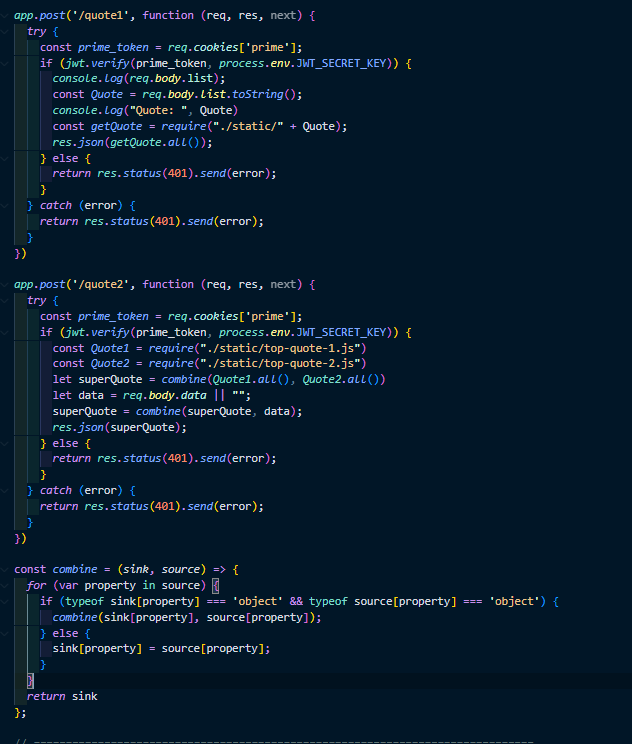 app.post('/quote1', function (req, res, next) {
try {
const prime_token = req.cookies['prime'];
if (jwt.verify(prime_token, process.env.JWT_SECRET_KEY)) {
console.log(req.body.list);
const Quote = req.body.list.toString();
console.log("Quote: ", Quote)
const getQuote = require("./static/" + Quote);
res.json(getQuote.all());
} else {
return res.status(401).send(error);
}
} catch (error) {
return res.status(401).send(error);
}
})
app.post('/quote2', function (req, res, next) {
try {
const prime_token = req.cookies['prime'];
if (jwt.verify(prime_token, process.env.JWT_SECRET_KEY)) {
const Quote1 = require("./static/top-quote-1.js")
const Quote2 = require("./static/top-quote-2.js")
let superQuote = combine(Quote1.all(), Quote2.all())
let data = req.body.data || "";
superQuote = combine(superQuote, data);
res.json(superQuote);
} else {
return res.status(401).send(error);
}
} catch (error) {
return res.status(401).send(error);
}
})
const combine = (sink, source) => {
for (var property in source) {
if (typeof sink[property] === 'object' && typeof source[property] === 'object') {
combine(sink[property], source[property]);
} else {
sink[property] = source[property];
}
}
return sink
};